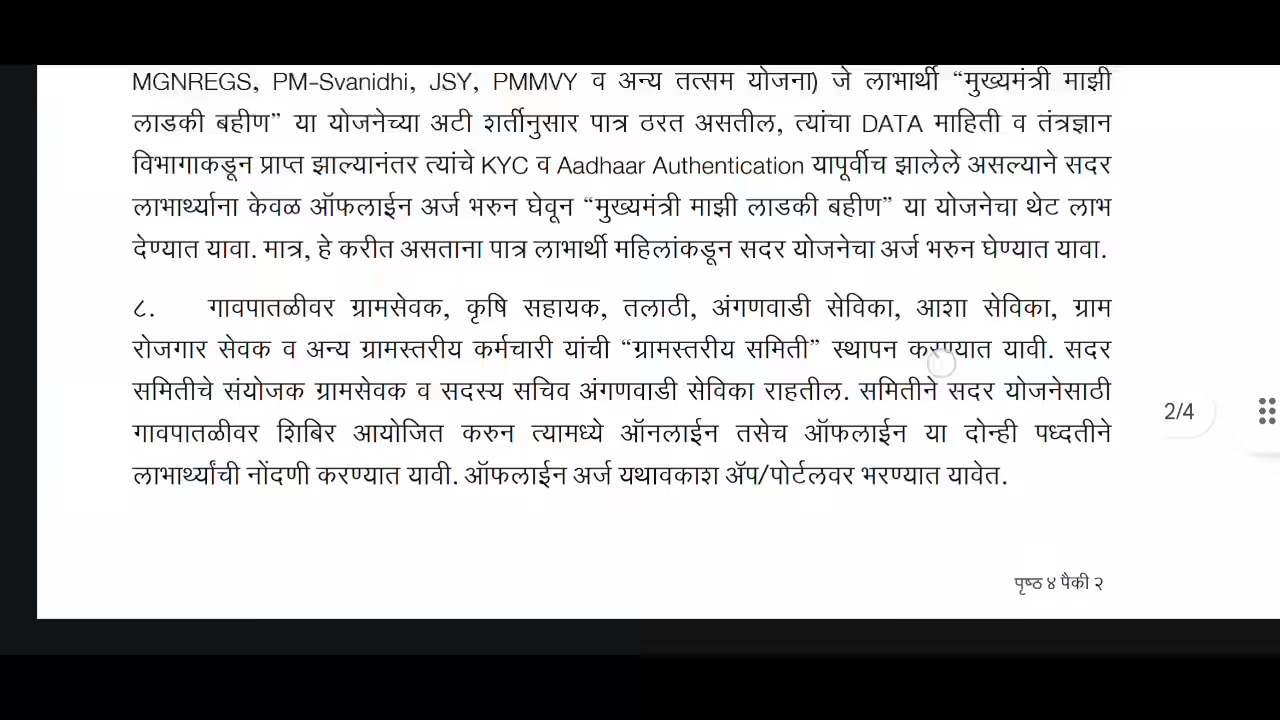 MGNREGS, PM-Svanidhi, JSY, PMMVY व अन्य तत्सम योजना) जे लाभार्थी “मुख्यमंत्री माझी
लाडकी बहीण” या योजनेच्या अटी शर्तीनुसार पात्र ठरत असतील, त्यांचा DATA माहिती व तंत्रज्ञान
विभागाकडून प्राप्त झाल्यानंतर त्यांचे KYC व Aadhaar Authentication यापूर्वीच झालेले असल्याने सदर
लाभार्थ्याना केवळ ऑफलाईन अर्ज भरुन घेवून “मुख्यमंत्री माझी लाडकी बहीण” या योजनेचा थेट लाभ
देण्यात यावा. मात्र, हे करीत असताना पात्र लाभार्थी महिलांकडून सदर योजनेचा अर्ज भरुन घेण्यात यावा.
८. गावपातळीवर ग्रामसेवक, कृषि सहायक, तलाठी, अंगणवाडी सेविका, आशा सेविका, ग्राम
रोजगार सेवक व अन्य ग्रामस्तरीय कर्मचारी यांची “ग्रामस्तरीय समिती” स्थापन करण्यात यावी. सदर
समितीचे संयोजक ग्रामसेवक व सदस्य सचिव अंगणवाडी सेविका राहतील. समितीने सदर योजनेसाठी
गावपातळीवर शिबिर आयोजित करुन त्यामध्ये ऑनलाईन तसेच ऑफलाईन या दोन्ही पध्दतीने
लाभार्थ्यांची नोंदणी करण्यात यावी. ऑफलाईन अर्ज यथावकाश ॲप/पोर्टलवर भरण्यात यावेत.
2/4
पृष्ठ ४ पैकी २